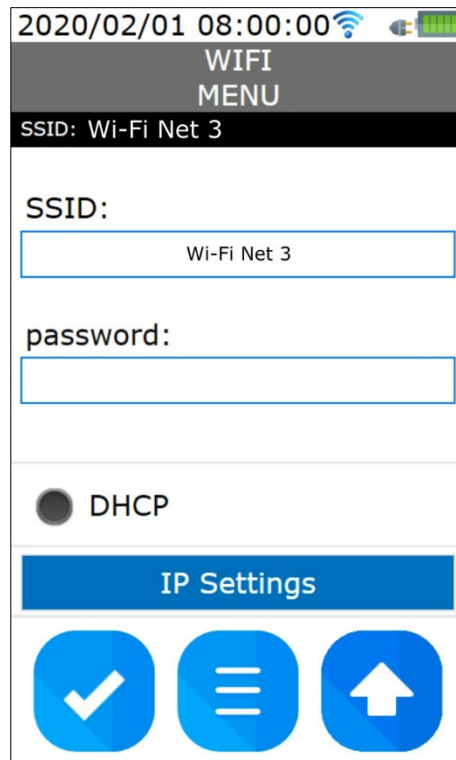 2020/02/01 08:00:00
WIFI
MENU
SSID: Wi-Fi Net 3
SSID:
Wi-Fi Net 3
password:
DHCP
IP Settings